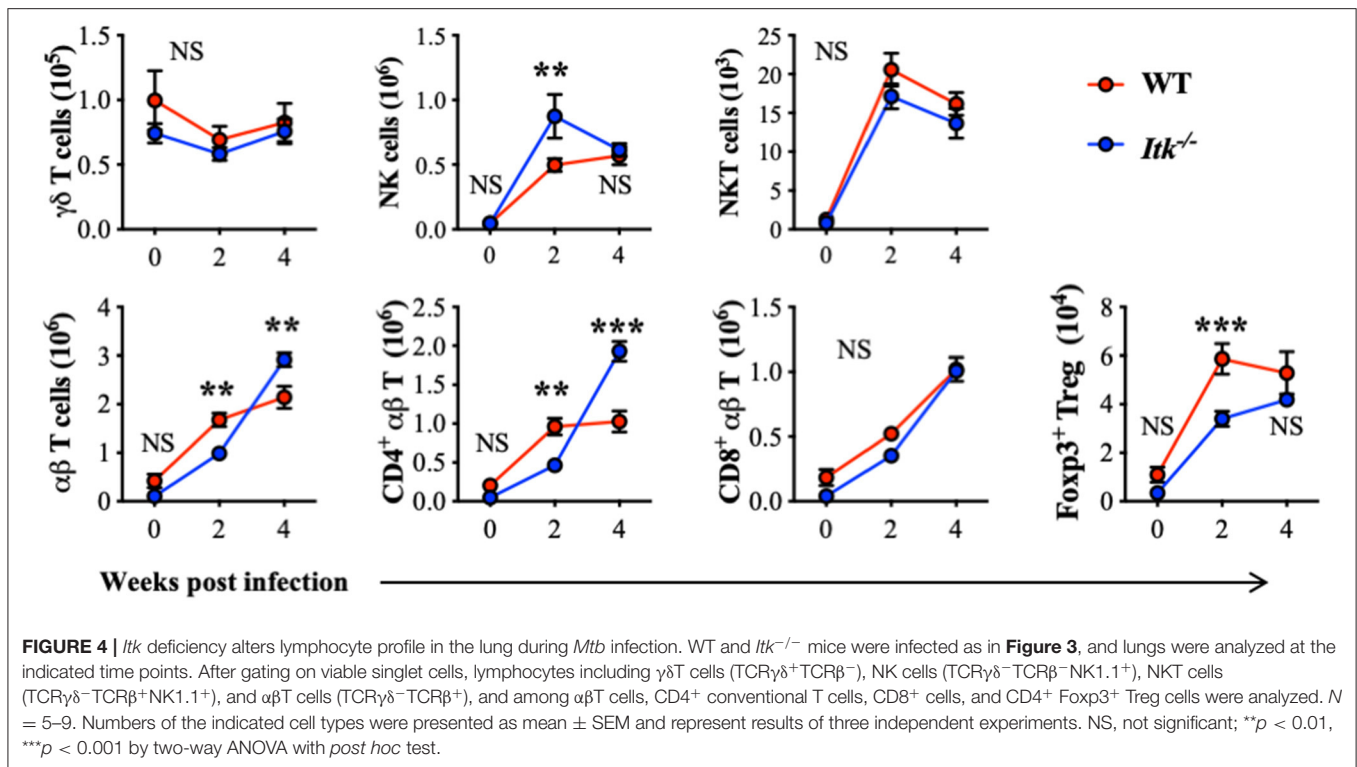 γδ T cells (10⁵)
1.5
1.0
0.5
0.0
NS
0 2 4
NK cells (10⁶)
1.5
1.0
0.5
0.0
NS
**
NS
0 2 4
NKT cells (10³)
25
20
15
10
5
0
NS
0 2 4
WT
Itk⁻/⁻
αβ T cells (10⁶)
4
3
2
1
0
NS
**
**
0 2 4
CD4⁺ αβ T (10⁶)
2.5
2.0
1.5
1.0
0.5
0.0
NS
**
***
0 2 4
CD8⁺ αβ T (10⁶)
1.5
1.0
0.5
0.0
NS
0 2 4
Foxp3⁺ Treg (10⁴)
8
6
4
2
0
NS
***
NS
0 2 4
Weeks post infection
FIGURE 4 | Itk deficiency alters lymphocyte profile in the lung during Mtb infection. WT and Itk⁻/⁻ mice were infected as in Figure 3, and lungs were analyzed at the
indicated time points. After gating on viable singlet cells, lymphocytes including γδT cells (TCRγδ⁺TCRβ⁻), NK cells (TCRγδ⁻TCRβ⁻NK1.1⁺), NKT cells
(TCRγδ⁻TCRβ⁺NK1.1⁺), and αβT cells (TCRγδ⁻TCRβ⁺), and among αβT cells, CD4⁺ conventional T cells, CD8⁺ cells, and CD4⁺ Foxp3⁺ Treg cells were analyzed. N
= 5–9. Numbers of the indicated cell types were presented as mean ± SEM and represent results of three independent experiments. NS, not significant; **p < 0.01,
***p < 0.001 by two-way ANOVA with post hoc test.